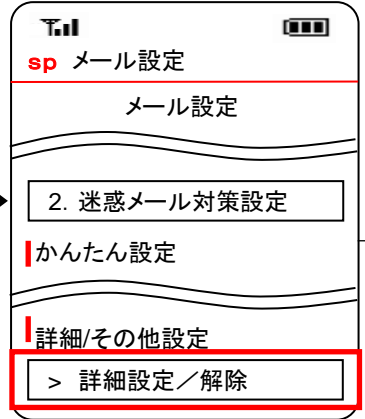 sp メール設定
メール設定
2. 迷惑メール対策設定
かんたん設定
詳細/その他設定
> 詳細設定／解除